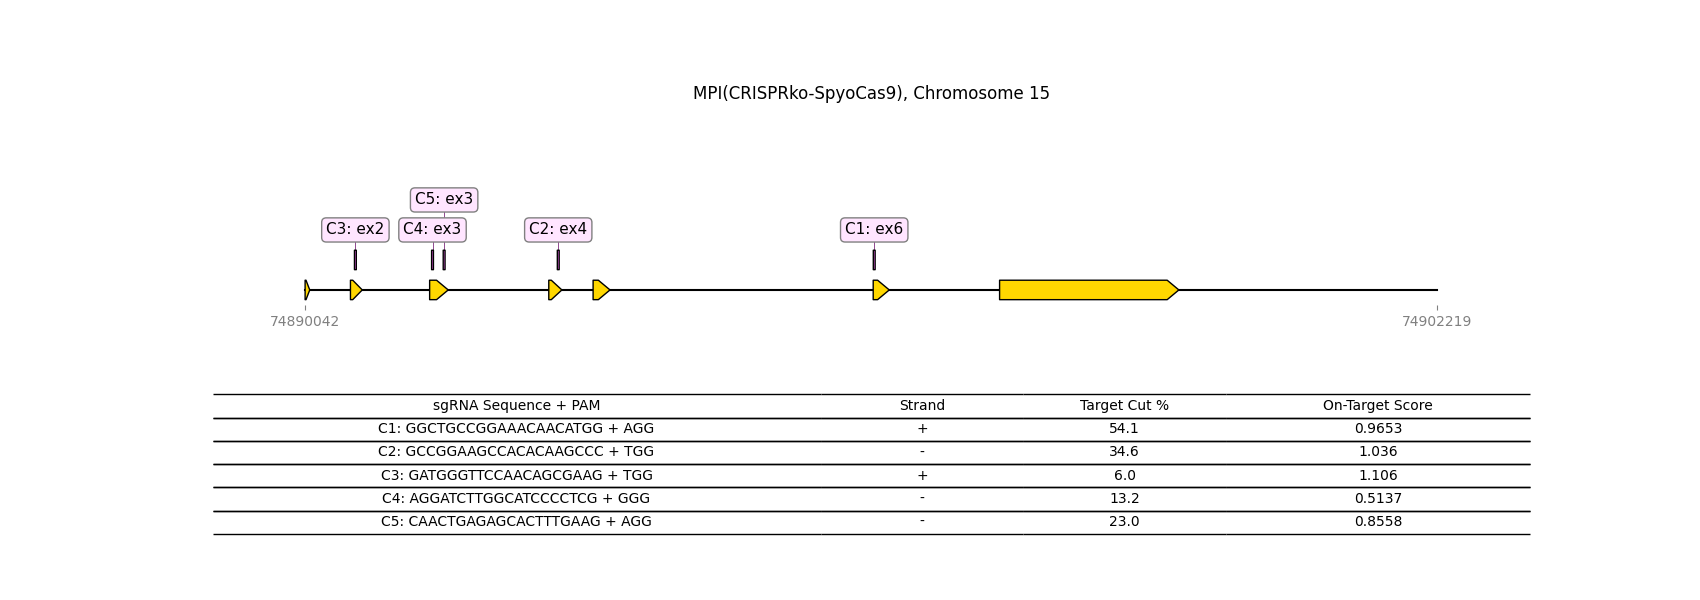 MPI(CRISPRko-SpyoCas9), Chromosome 15
C5: ex3
C3: ex2 C4: ex3 C2: ex4 C1: ex6
74890042 74902219
sgRNA Sequence + PAM Strand Target Cut % On-Target Score
C1: GGCTGCCGGAAACAACATGG + AGG + 54.1 0.9653
C2: GCCGGAAGCCACACAAGCCC + TGG - 34.6 1.036
C3: GATGGGTTCCAACAGCGAAG + TGG + 6.0 1.106
C4: AGGATCTTGGCATCCCCTCG + GGG - 13.2 0.5137
C5: CAACTGAGAGCACTTTGAAG + AGG - 23.0 0.8558